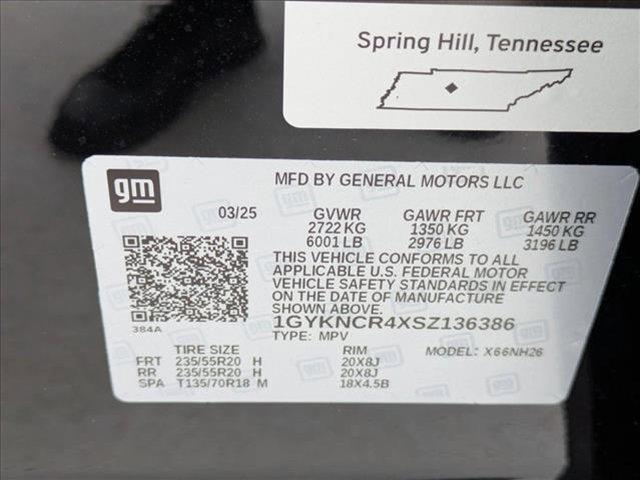 Spring Hill, Tennessee
gm
MFD BY GENERAL MOTORS LLC
03/25 GVWR GAWR FRT GAWR RR
2722 KG 1350 KG 1450 KG
6001 LB 2976 LB 3196 LB
THIS VEHICLE CONFORMS TO ALL
APPLICABLE U.S. FEDERAL MOTOR
VEHICLE SAFETY STANDARDS IN EFFECT
ON THE DATE OF MANUFACTURE
SHOWN ABOVE.
384A
1GYKNCR4XSZ136386
TYPE: MPV MODEL: X66NH26
TIRE SIZE RIM
FRT 235/55R20 H 20X8J
RR 235/55R20 H 20X8J
SPA T135/70R18 M 18X4.5B